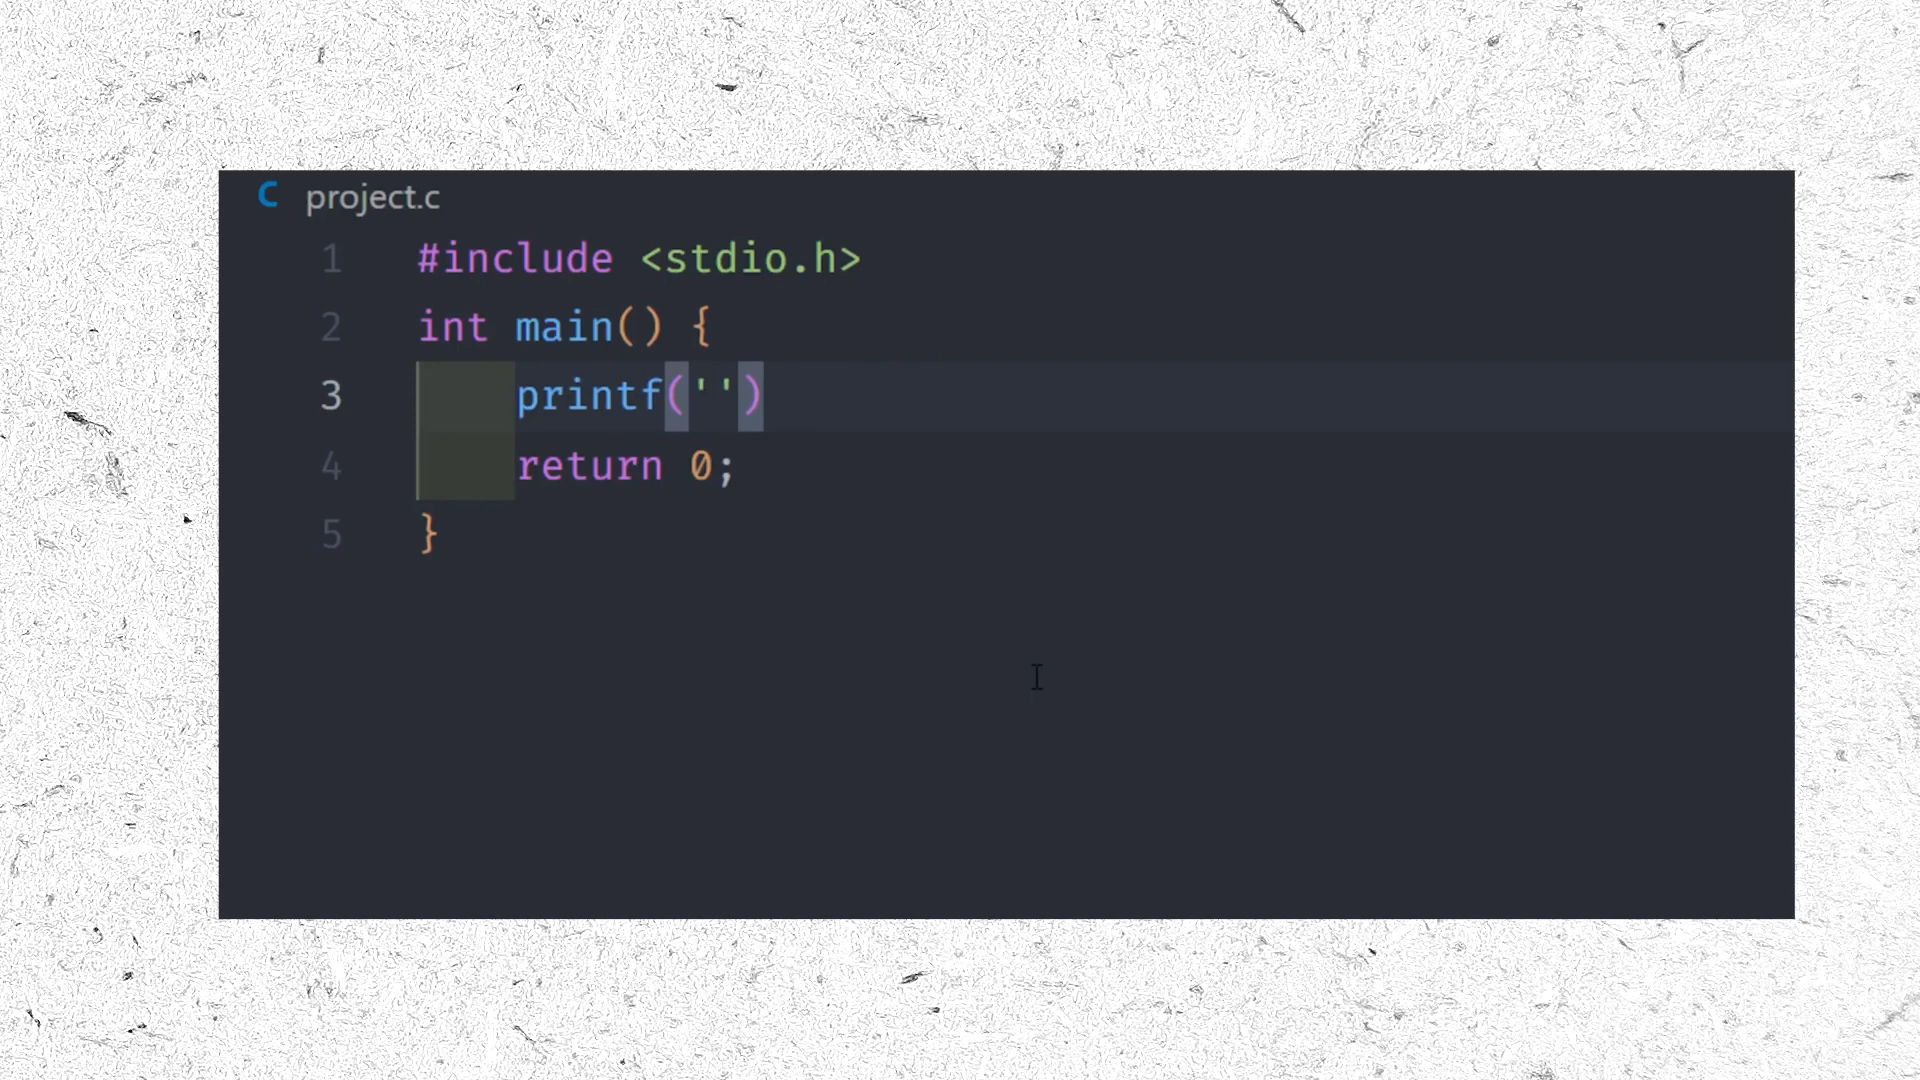 C project.c
1 #include <stdio.h>
2 int main() {
3 printf('')
4 return 0;
5 }